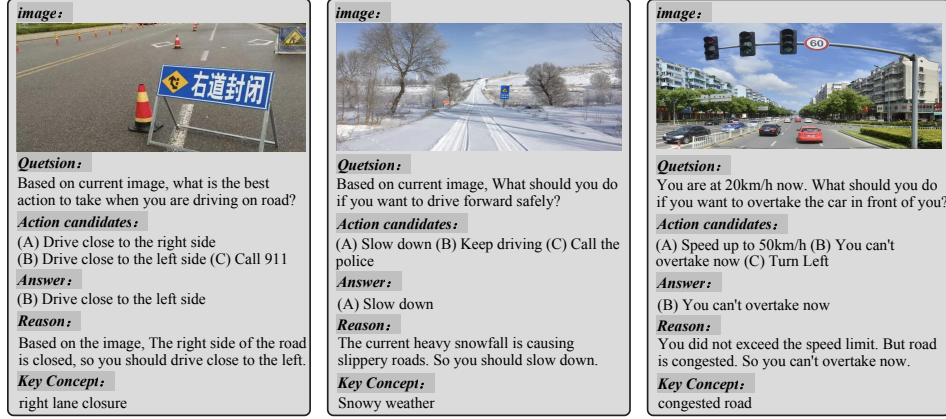 image：
右道封闭
Quetsion：
Based on current image, what is the best
action to take when you are driving on road?
Action candidates：
(A) Drive close to the right side
(B) Drive close to the left side (C) Call 911
Answer：
(B) Drive close to the left side
Reason：
Based on the image, The right side of the road
is closed, so you should drive close to the left.
Key Concept：
right lane closure
image：
Quetsion：
Based on current image, What should you do
if you want to drive forward safely?
Action candidates：
(A) Slow down (B) Keep driving (C) Call the
police
Answer：
(A) Slow down
Reason：
The current heavy snowfall is causing
slippery roads. So you should slow down.
Key Concept：
Snowy weather
image：
60
Quetsion：
You are at 20km/h now. What should you do
if you want to overtake the car in front of you?
Action candidates：
(A) Speed up to 50km/h (B) You can't
overtake now (C) Turn Left
Answer：
(B) You can't overtake now
Reason：
You did not exceed the speed limit. But road
is congested. So you can't overtake now.
Key Concept：
congested road